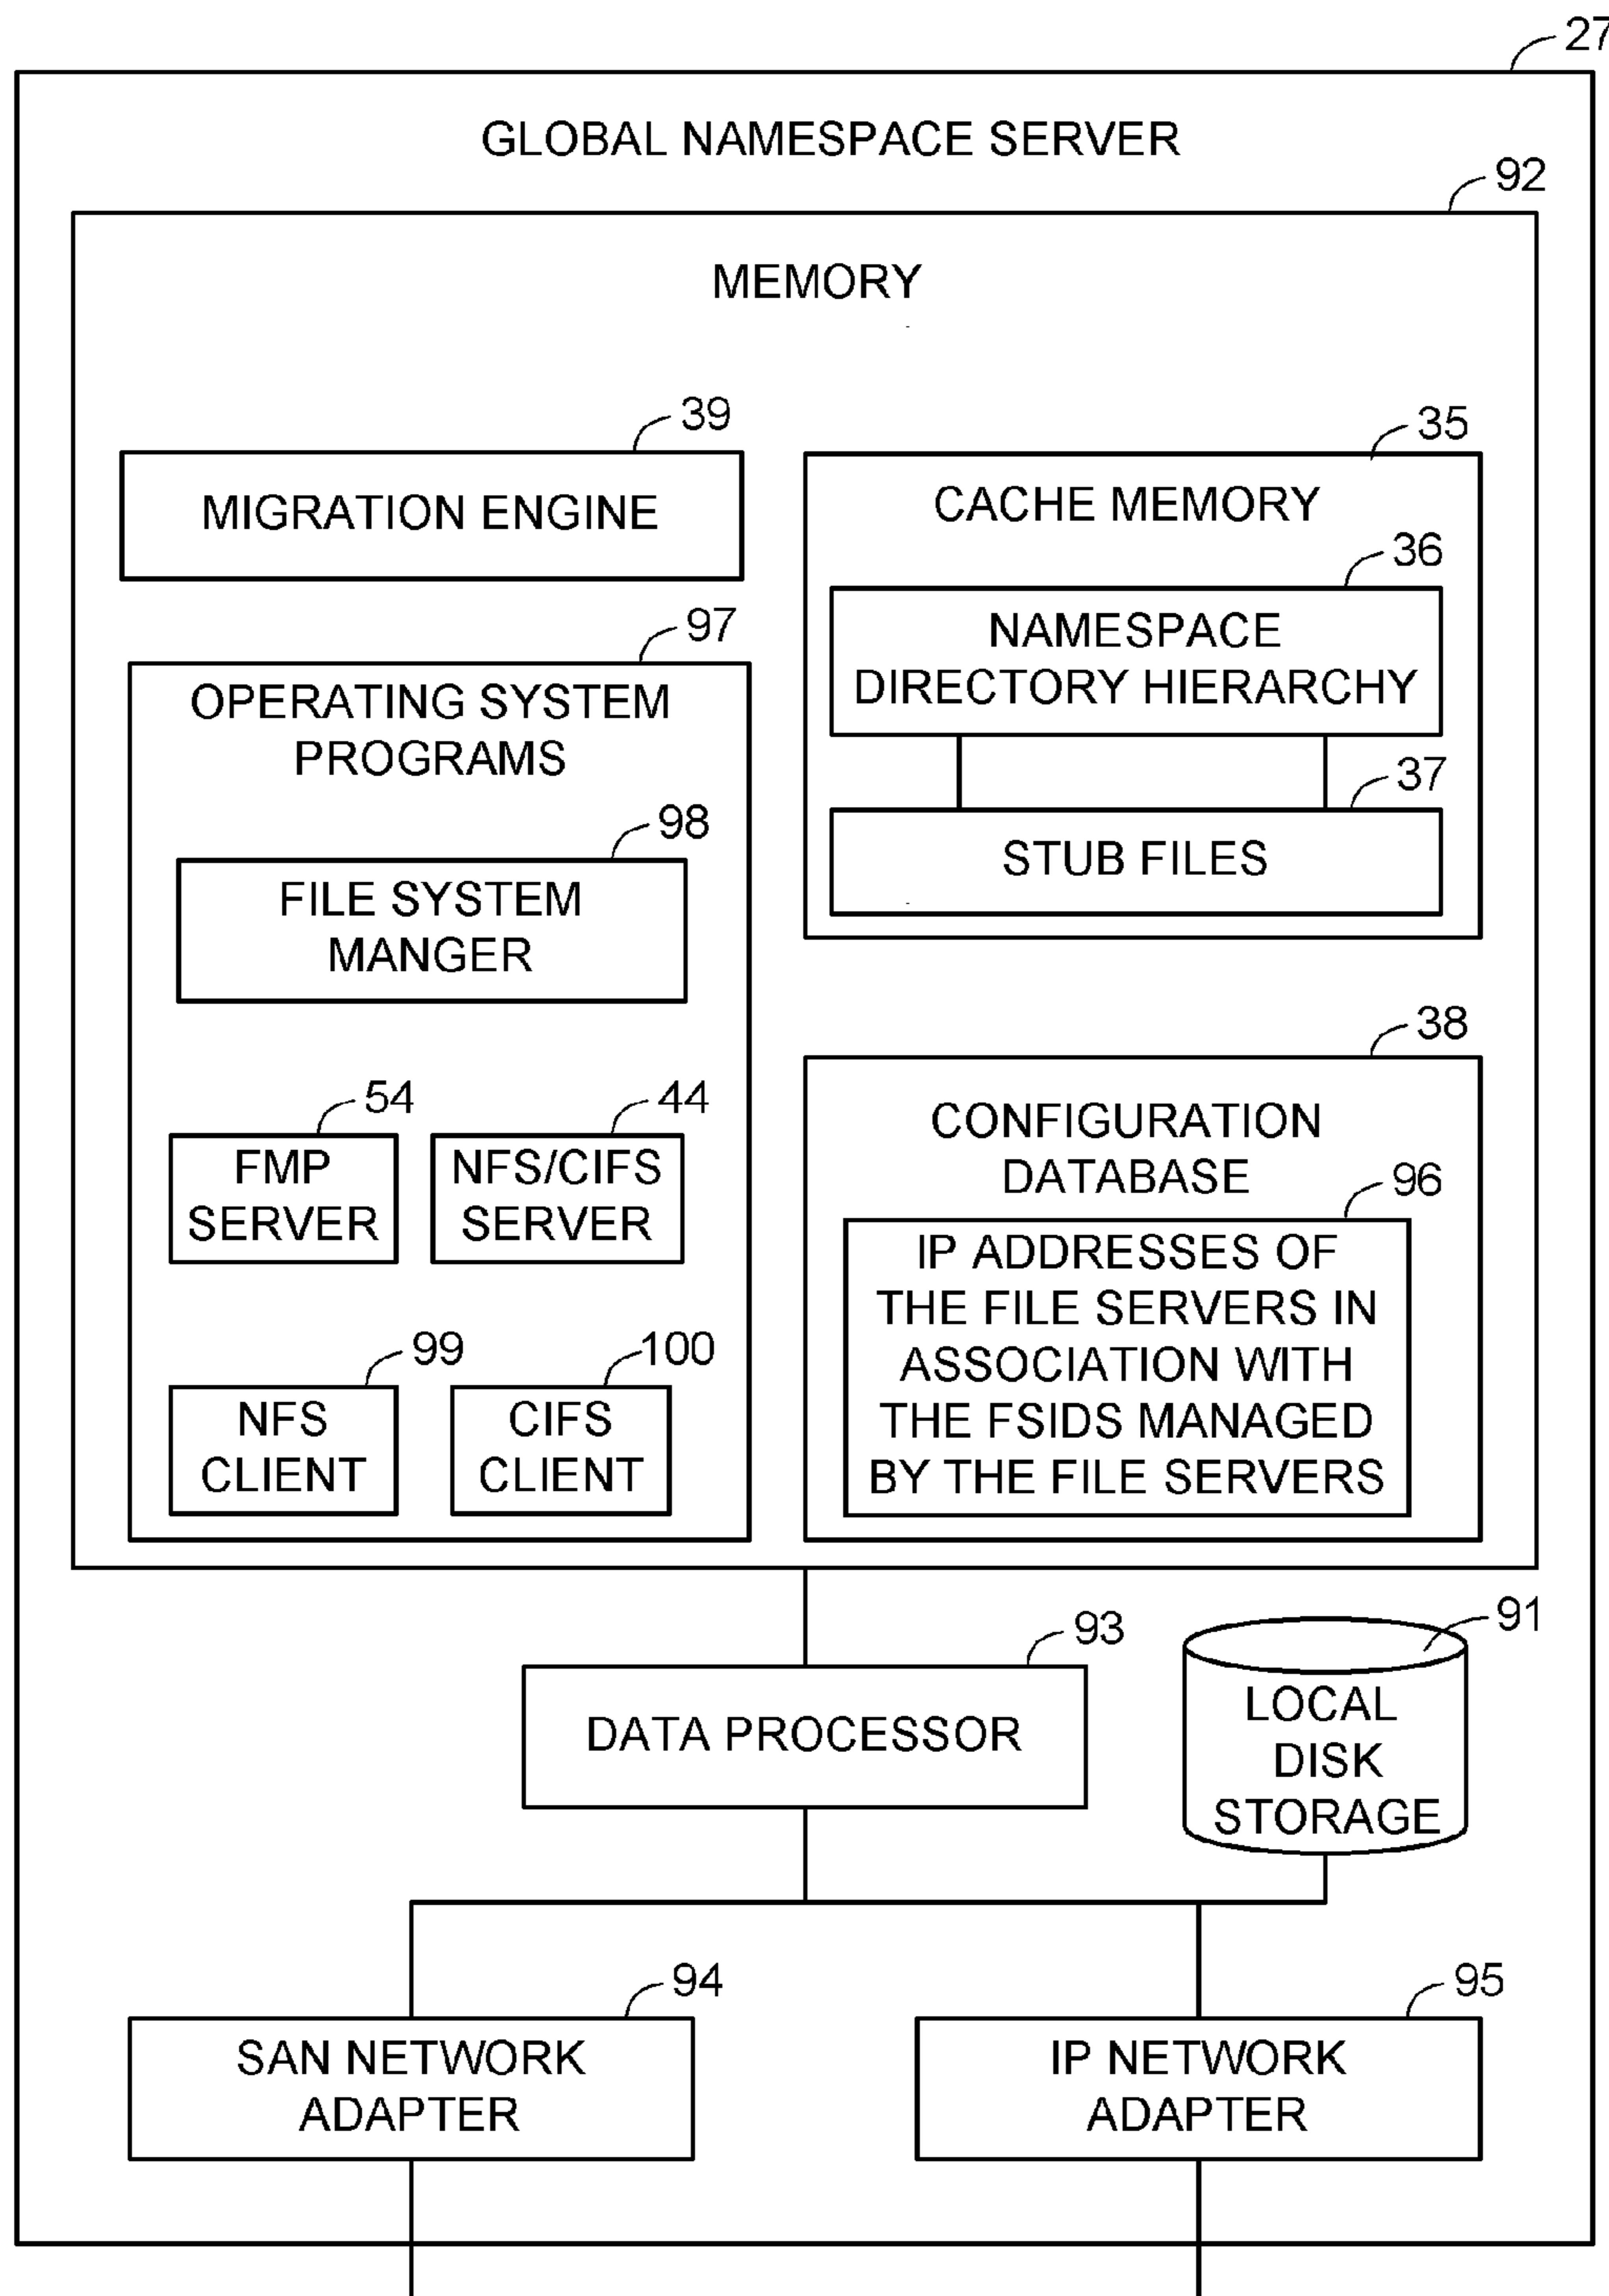 27
GLOBAL NAMESPACE SERVER
92
MEMORY
39
MIGRATION ENGINE
35
CACHE MEMORY
36
NAMESPACE
DIRECTORY HIERARCHY
37
STUB FILES
97
OPERATING SYSTEM
PROGRAMS
98
FILE SYSTEM
MANGER
54
FMP
SERVER
44
NFS/CIFS
SERVER
99
NFS
CLIENT
100
CIFS
CLIENT
38
CONFIGURATION
DATABASE
96
IP ADDRESSES OF
THE FILE SERVERS IN
ASSOCIATION WITH
THE FSIDS MANAGED
BY THE FILE SERVERS
93
DATA PROCESSOR
91
LOCAL
DISK
STORAGE
94
SAN NETWORK
ADAPTER
95
IP NETWORK
ADAPTER